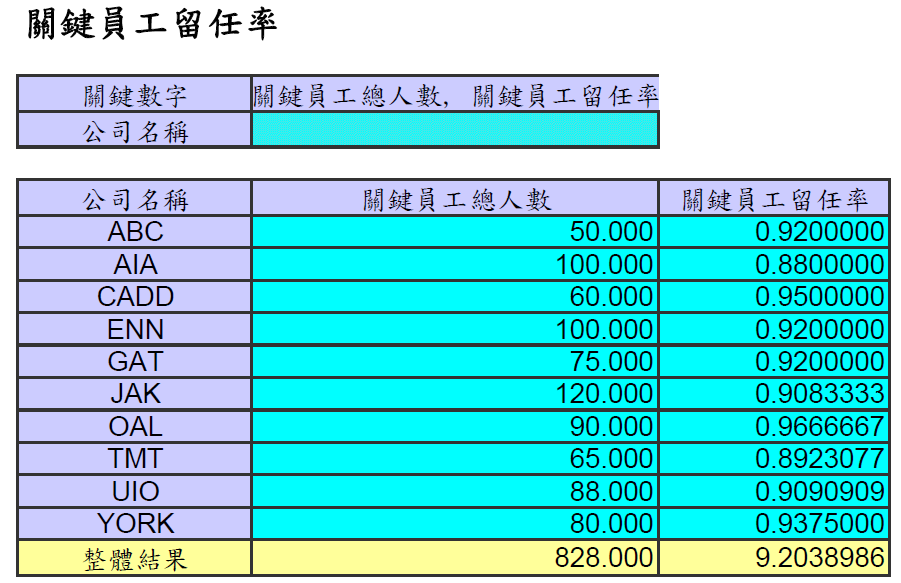 關鍵員工留任率
關鍵數字 關鍵員工總人數, 關鍵員工留任率
公司名稱
公司名稱 關鍵員工總人數 關鍵員工留任率
ABC 50.000 0.9200000
AIA 100.000 0.8800000
CADD 60.000 0.9500000
ENN 100.000 0.9200000
GAT 75.000 0.9200000
JAK 120.000 0.9083333
OAL 90.000 0.9666667
TMT 65.000 0.8923077
UIO 88.000 0.9090909
YORK 80.000 0.9375000
整體結果 828.000 9.2038986